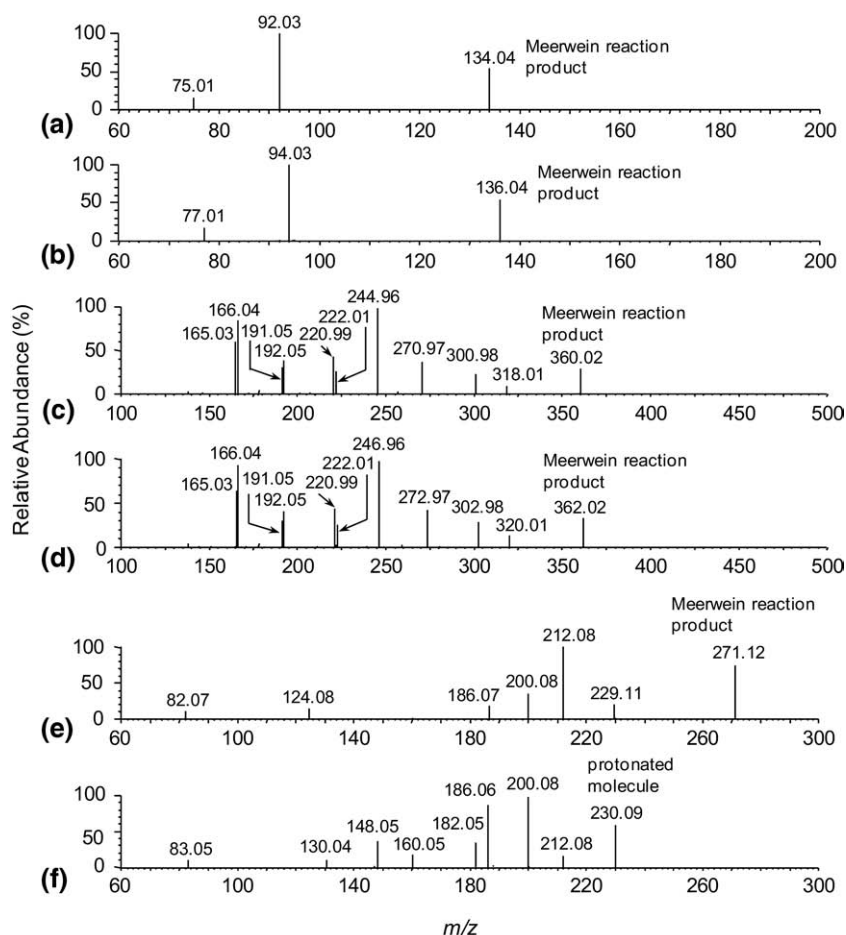 100
92.03
Meerwein reaction
134.04
product
50
75.01
0
(a)
60 80 100 120 140 160 180 200
94.03
100
Meerwein reaction
136.04
product
50
77.01
0
(b)
60 80 100 120 140 160 180 200
Relative Abundance (%)
244.96
100
166.04
222.01
Meerwein reaction
165.03
191.05
220.99
product
50
192.05
270.97
300.98
360.02
318.01
0
(c)
100 150 200 250 300 350 400 450 500
246.96
100
166.04
222.01
Meerwein reaction
165.03
191.05
220.99
product
50
192.05
272.97
302.98
362.02
320.01
0
(d)
100 150 200 250 300 350 400 450 500
Meerwein reaction
product
212.08
100
271.12
50
82.07
124.08
186.07
200.08
229.11
0
(e)
60 100 140 180 220 260 300
protonated
molecule
100
186.06
200.08
230.09
50
148.05
182.05
83.05
130.04
160.05
212.08
0
(f)
60 100 140 180 220 260 300
m/z